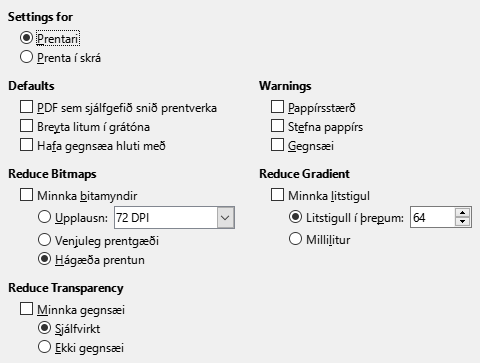 Settings for
Prentari
Prenta í skrá
Defaults
PDF sem sjálfgefið snið prentverka
Breyta litum í grátóna
Hafa gegnsæa hluti með
Warnings
Pappírsstærð
Stefna pappírs
Gegnsæi
Reduce Bitmaps
Minnka bitamyndir
Upplausn: 72 DPI
Venjuleg prentgæði
Hágæða prentun
Reduce Gradient
Minnka litstigul
Litstigull í þrepum: 64
Millilitur
Reduce Transparency
Minnka gegnsæi
Sjálfvirkt
Ekki gegnsæi